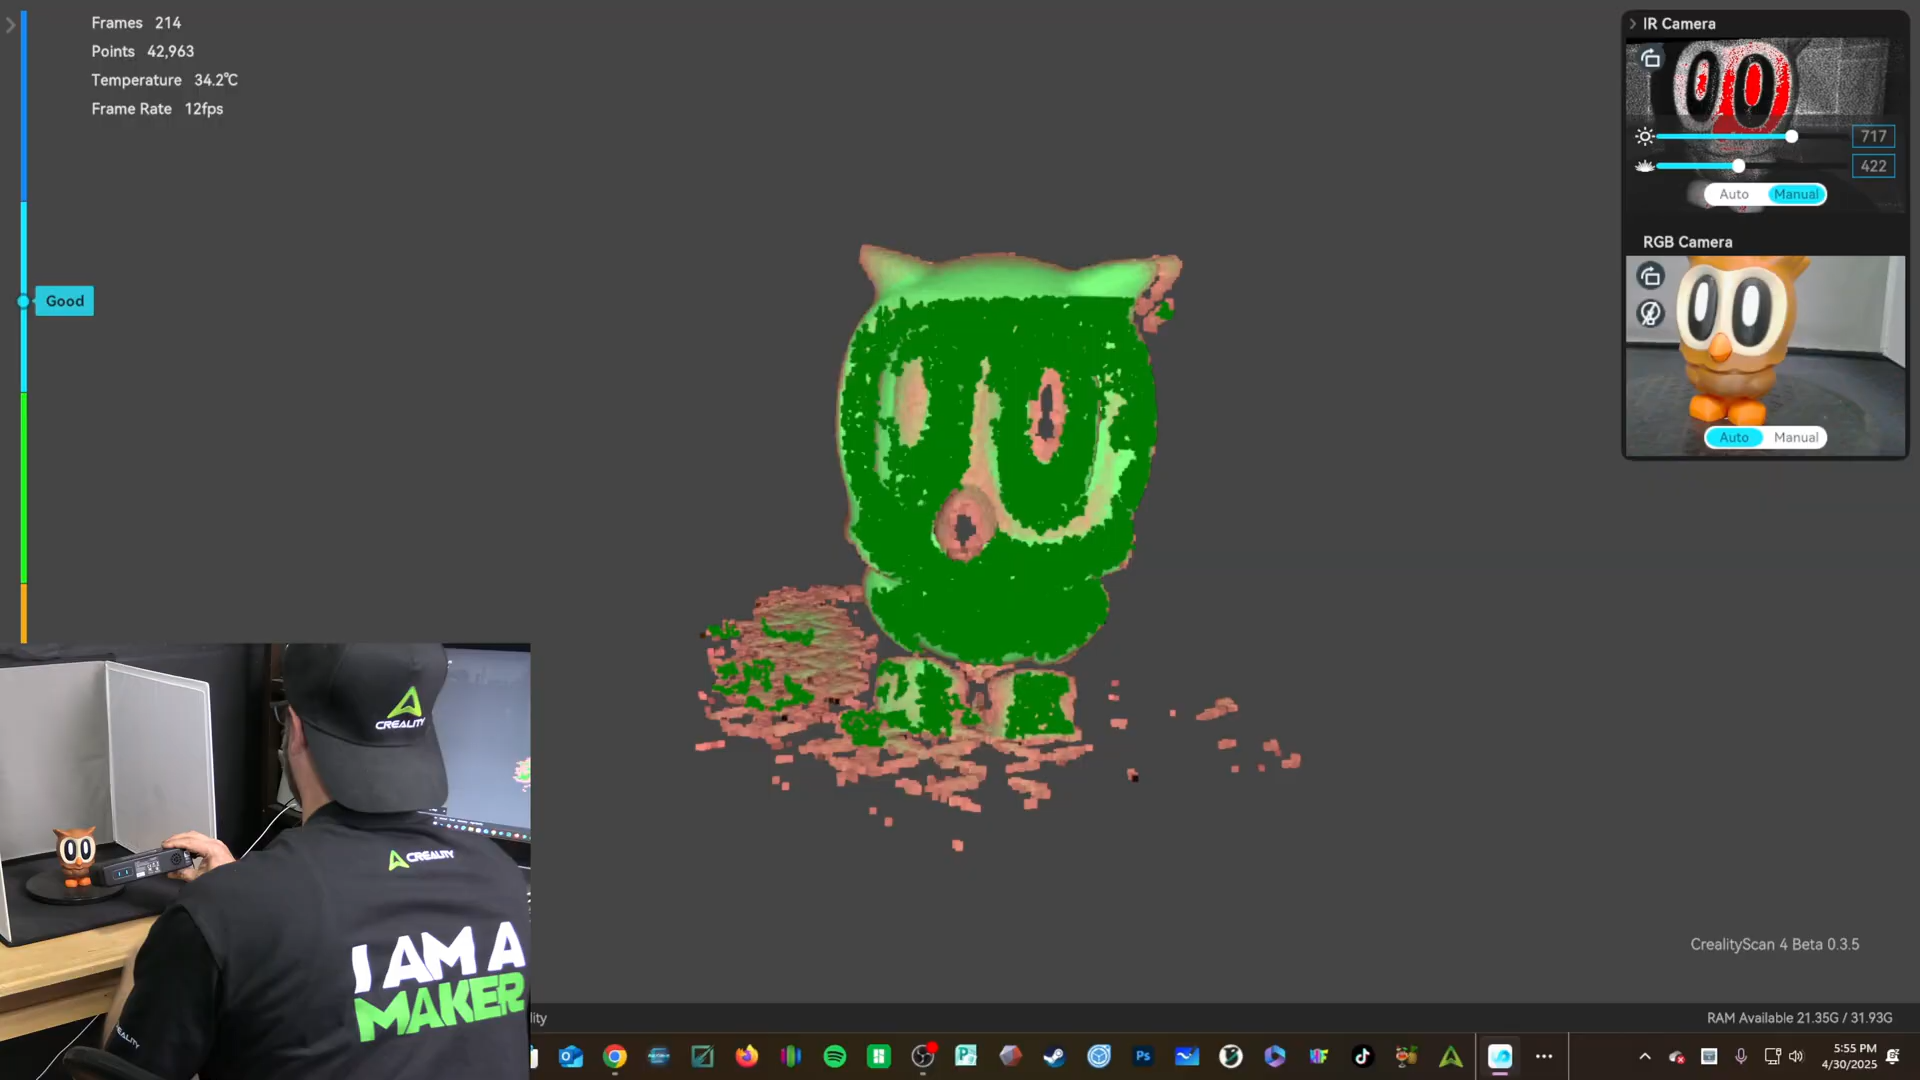 Frames 214
Points 42,963
Temperature 34.2℃
Frame Rate 12fps
Good
IR Camera
717
422
Auto Manual
RGB Camera
Auto Manual
CREALITY
CREALITY
I AM A
MAKER
CrealityScan 4 Beta 0.3.5
lity
RAM Available 21.35G / 31.93G
Ps
5:55 PM
4/30/2025